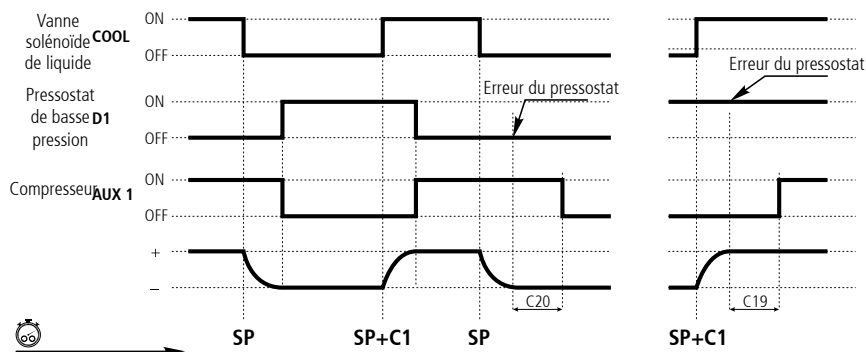 Vanne
solénoïde COOL
de liquide
ON
OFF
Pressostat
de basse D1
pression
ON
OFF
Erreur du pressostat
Erreur du pressostat
Compresseur AUX 1
ON
OFF
+
–
C20
C19
SP
SP+C1
SP
SP+C1